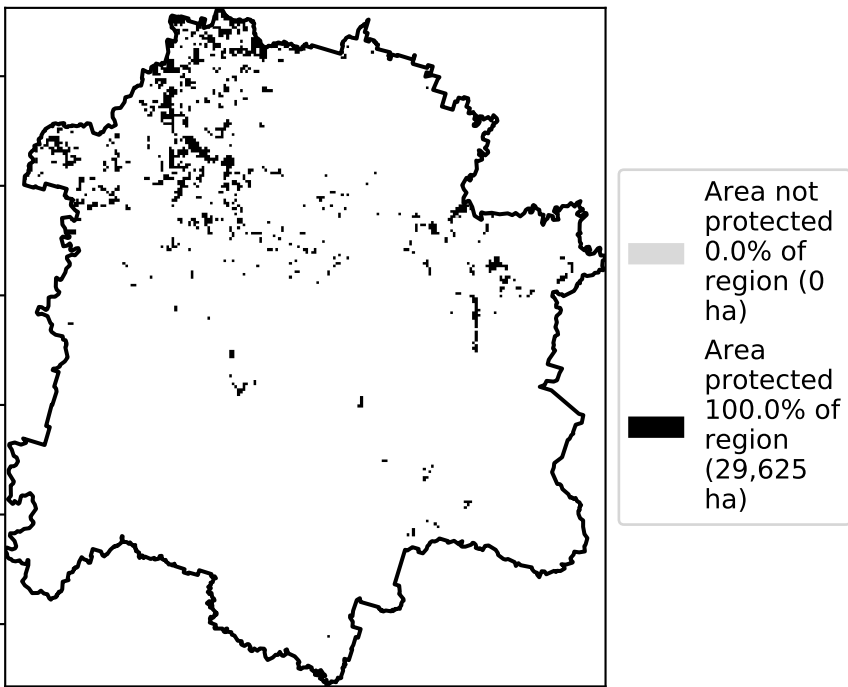 Area not
protected
0.0% of
region (0
ha)
Area
protected
100.0% of
region
(29,625
ha)